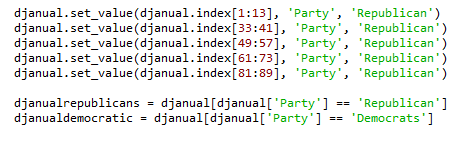 djanual.set_value(djanual.index[1:13], 'Party', 'Republican')
djanual.set_value(djanual.index[33:41], 'Party', 'Republican')
djanual.set_value(djanual.index[49:57], 'Party', 'Republican')
djanual.set_value(djanual.index[61:73], 'Party', 'Republican')
djanual.set_value(djanual.index[81:89], 'Party', 'Republican')
djanualrepublicans = djanual[djanual['Party'] == 'Republican']
djanualdemocratic = djanual[djanual['Party'] == 'Democrats']